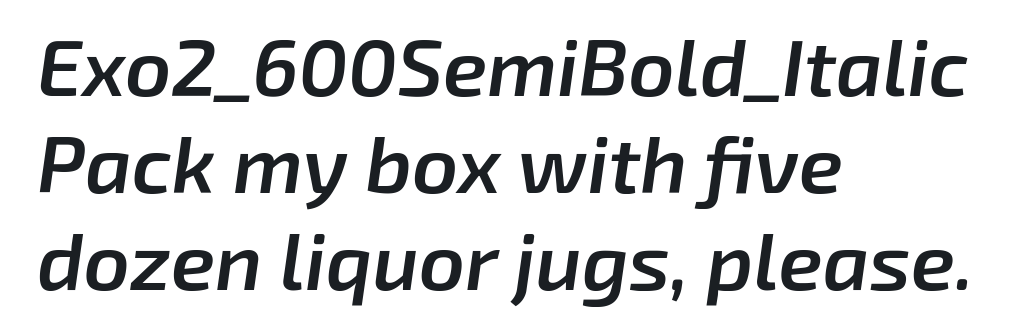 Exo2_600SemiBold_Italic
Pack my box with five
dozen liquor jugs, please.